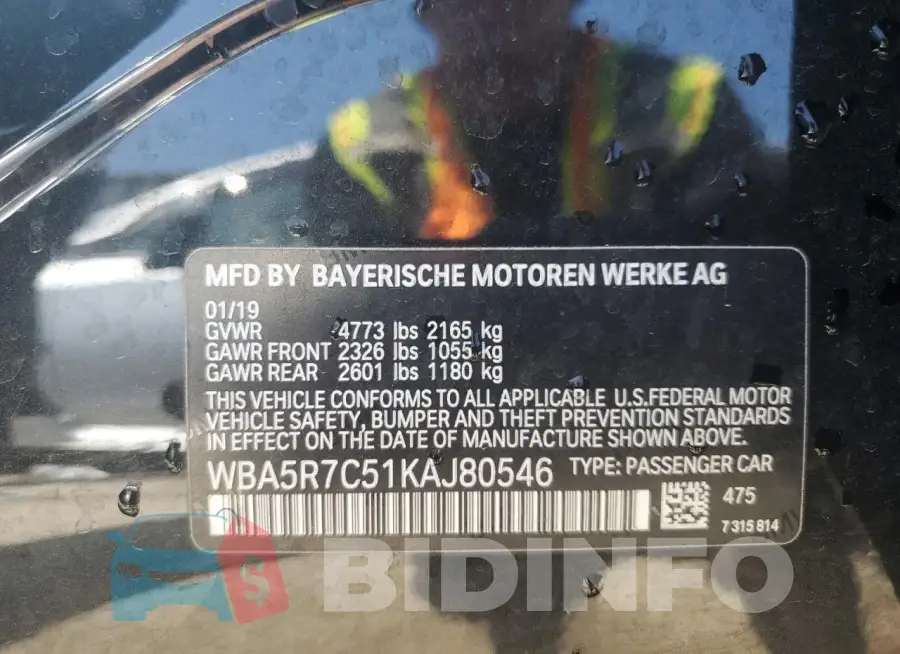 MFD BY BAYERISCHE MOTOREN WERKE AG
01/19
GVWR 4773 lbs 2165 kg
GAWR FRONT 2326 lbs 1055 kg
GAWR REAR 2601 lbs 1180 kg
THIS VEHICLE CONFORMS TO ALL APPLICABLE U.S.FEDERAL MOTOR
VEHICLE SAFETY, BUMPER AND THEFT PREVENTION STANDARDS
IN EFFECT ON THE DATE OF MANUFACTURE SHOWN ABOVE.
WBA5R7C51KAJ80546 TYPE: PASSENGER CAR
475
7 315 814
$ BIDINFO